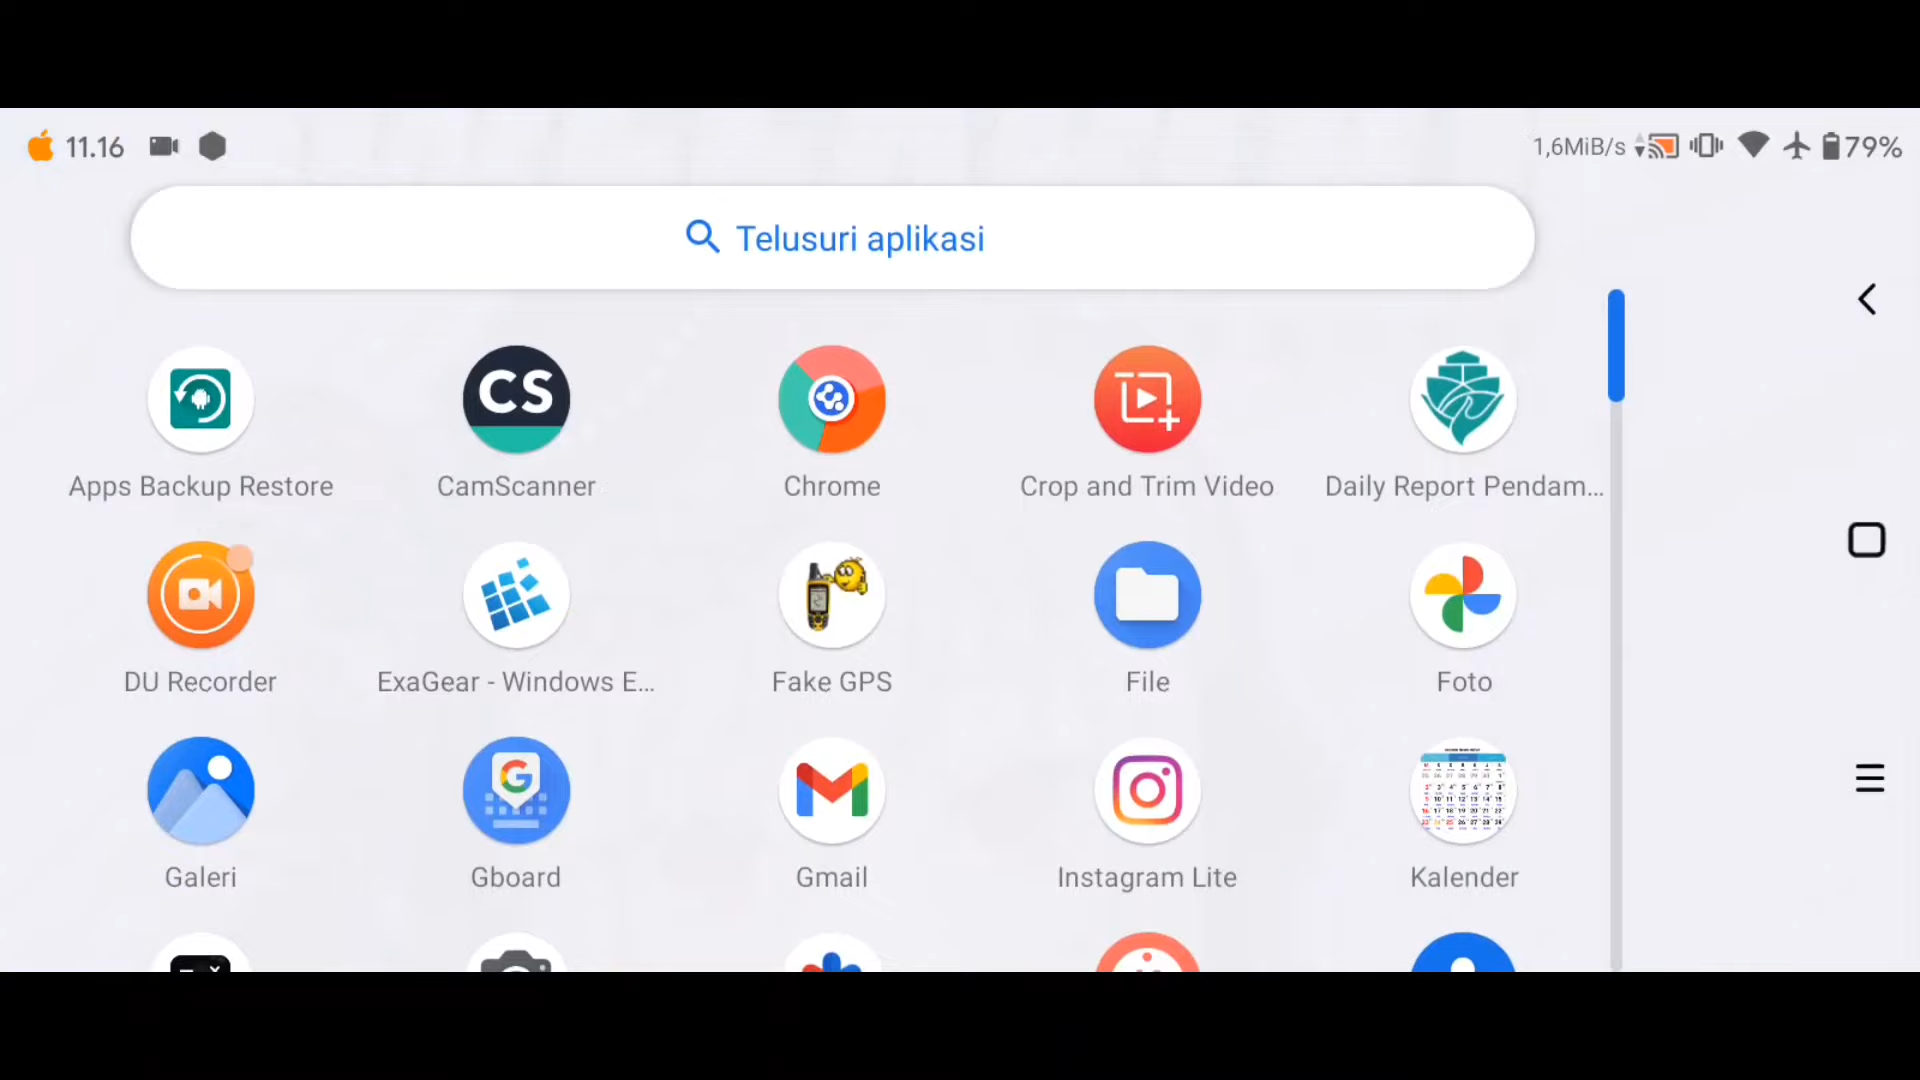 11.16
1,6MiB/s
79%
Telusuri aplikasi
CS
Apps Backup Restore
CamScanner
Chrome
Crop and Trim Video
Daily Report Pendam...
DU Recorder
ExaGear - Windows E...
Fake GPS
File
Foto
G
Galeri
Gboard
Gmail
Instagram Lite
Kalender